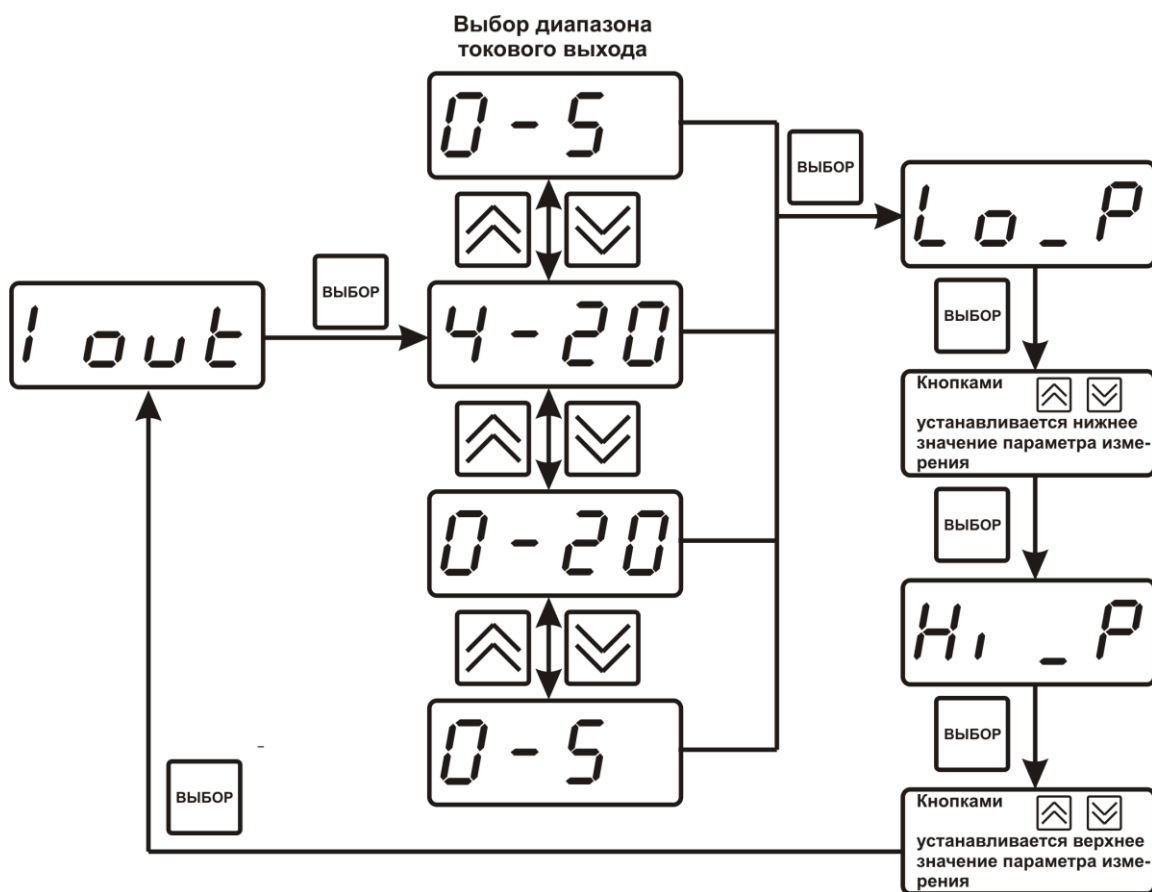 Выбор диапазона
токового выхода
0 - 5
ВЫБОР
Lo_P
ВЫБОР
I out
ВЫБОР
4 - 20
Кнопками
устанавливается нижнее
значение параметра изме-
рения
ВЫБОР
0 - 20
Hi _P
ВЫБОР
0 - 5
ВЫБОР
Кнопками
устанавливается верхнее
значение параметра изме-
рения